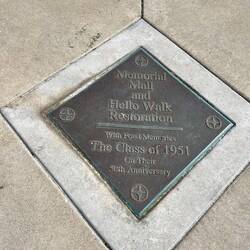 Memorial
Mall
and
Hello Walk
Restoration
With Fond Memories
The Class of 1951
On Their
50th Anniversary